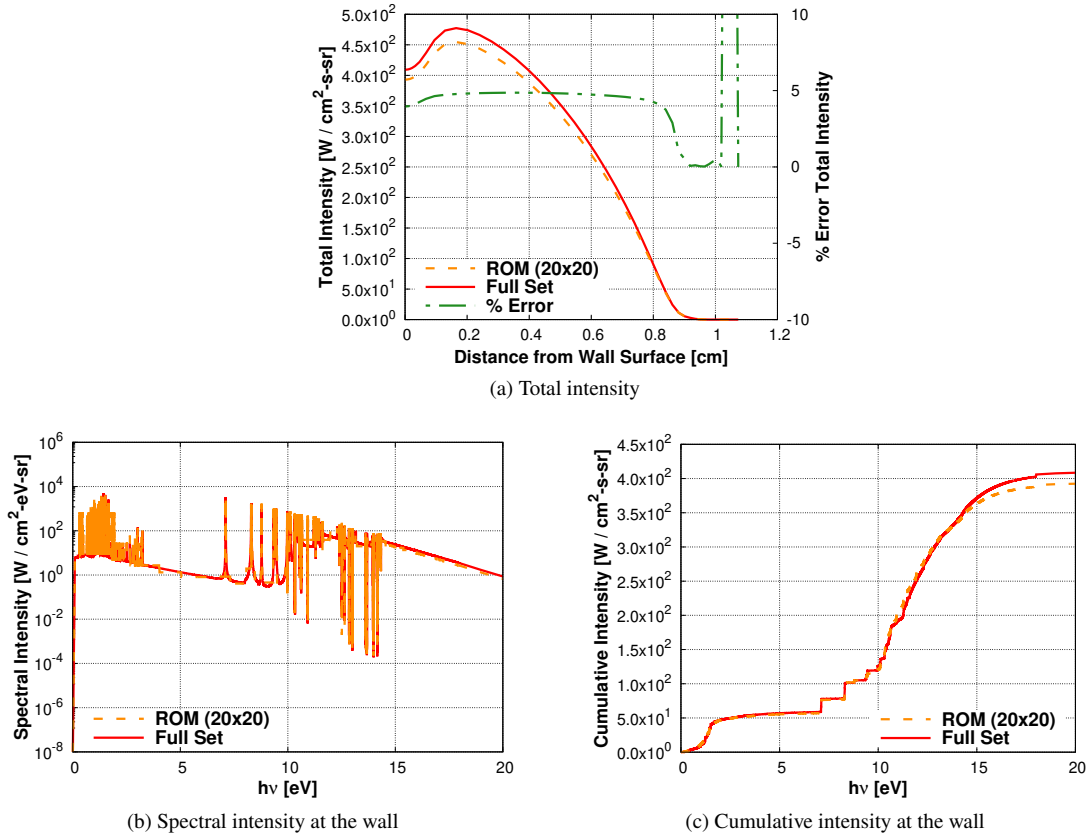 5.0x10²
4.5x10²
4.0x10²
3.5x10²
3.0x10²
2.5x10²
2.0x10²
1.5x10²
1.0x10²
5.0x10¹
0.0x10⁰
Total Intensity [W / cm²-s-sr]
10
5
0
-5
-10
% Error Total Intensity
ROM (20x20)
Full Set
% Error
0 0.2 0.4 0.6 0.8 1 1.2
Distance from Wall Surface [cm]
(a) Total intensity
10⁶
10⁴
10²
10⁰
10⁻²
10⁻⁴
10⁻⁶
10⁻⁸
Spectral Intensity [W / cm²-eV-sr]
ROM (20x20)
Full Set
0 5 10 15 20
hν [eV]
(b) Spectral intensity at the wall
4.5x10²
4.0x10²
3.5x10²
3.0x10²
2.5x10²
2.0x10²
1.5x10²
1.0x10²
5.0x10¹
0.0x10⁰
Cumulative Intensity [W / cm²-s-sr]
ROM (20x20)
Full Set
0 5 10 15 20
hν [eV]
(c) Cumulative intensity at the wall